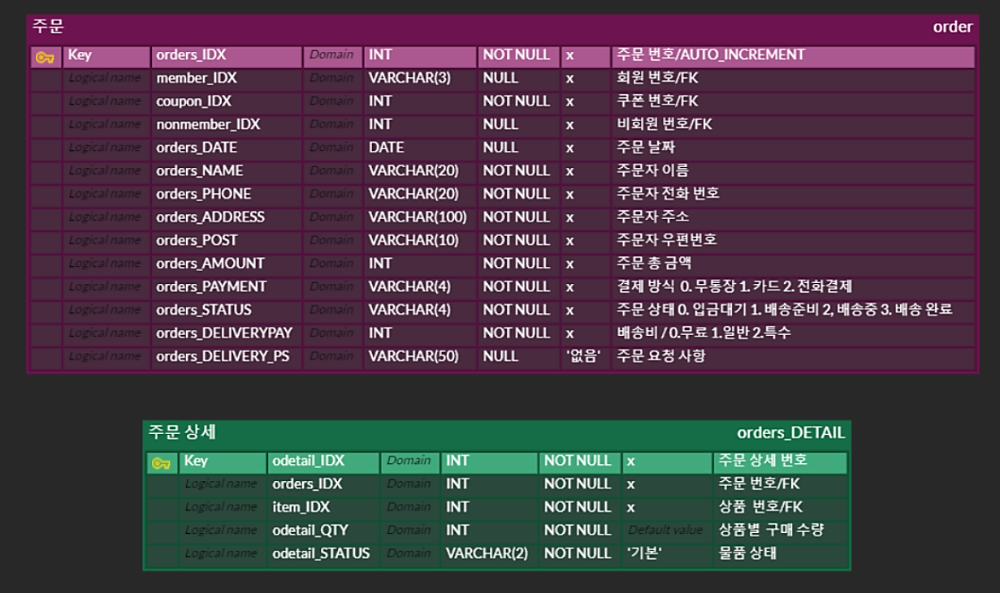 주문 order
Key orders_IDX Domain INT NOT NULL x 주문 번호/AUTO_INCREMENT
Logical name member_IDX Domain VARCHAR(3) NULL x 회원 번호/FK
Logical name coupon_IDX Domain INT NOT NULL x 쿠폰 번호/FK
Logical name nonmember_IDX Domain INT NULL x 비회원 번호/FK
Logical name orders_DATE Domain DATE NULL x 주문 날짜
Logical name orders_NAME Domain VARCHAR(20) NOT NULL x 주문자 이름
Logical name orders_PHONE Domain VARCHAR(20) NOT NULL x 주문자 전화 번호
Logical name orders_ADDRESS Domain VARCHAR(100) NOT NULL x 주문자 주소
Logical name orders_POST Domain VARCHAR(10) NOT NULL x 주문자 우편번호
Logical name orders_AMOUNT Domain INT NOT NULL x 주문 총 금액
Logical name orders_PAYMENT Domain VARCHAR(4) NOT NULL x 결제 방식 0. 무통장 1. 카드 2. 전화결제
Logical name orders_STATUS Domain VARCHAR(4) NOT NULL x 주문 상태 0. 입금대기 1. 배송준비 2, 배송중 3. 배송 완료
Logical name orders_DELIVERYPAY Domain INT NOT NULL x 배송비 / 0.무료 1.일반 2.특수
Logical name orders_DELIVERY_PS Domain VARCHAR(50) NULL '없음' 주문 요청 사항
주문 상세 orders_DETAIL
Key odetail_IDX Domain INT NOT NULL x 주문 상세 번호
Logical name orders_IDX Domain INT NOT NULL x 주문 번호/FK
Logical name item_IDX Domain INT NOT NULL x 상품 번호/FK
Logical name odetail_QTY Domain INT NOT NULL Default value 상품별 구매 수량
Logical name odetail_STATUS Domain VARCHAR(2) NOT NULL '기본' 물품 상태